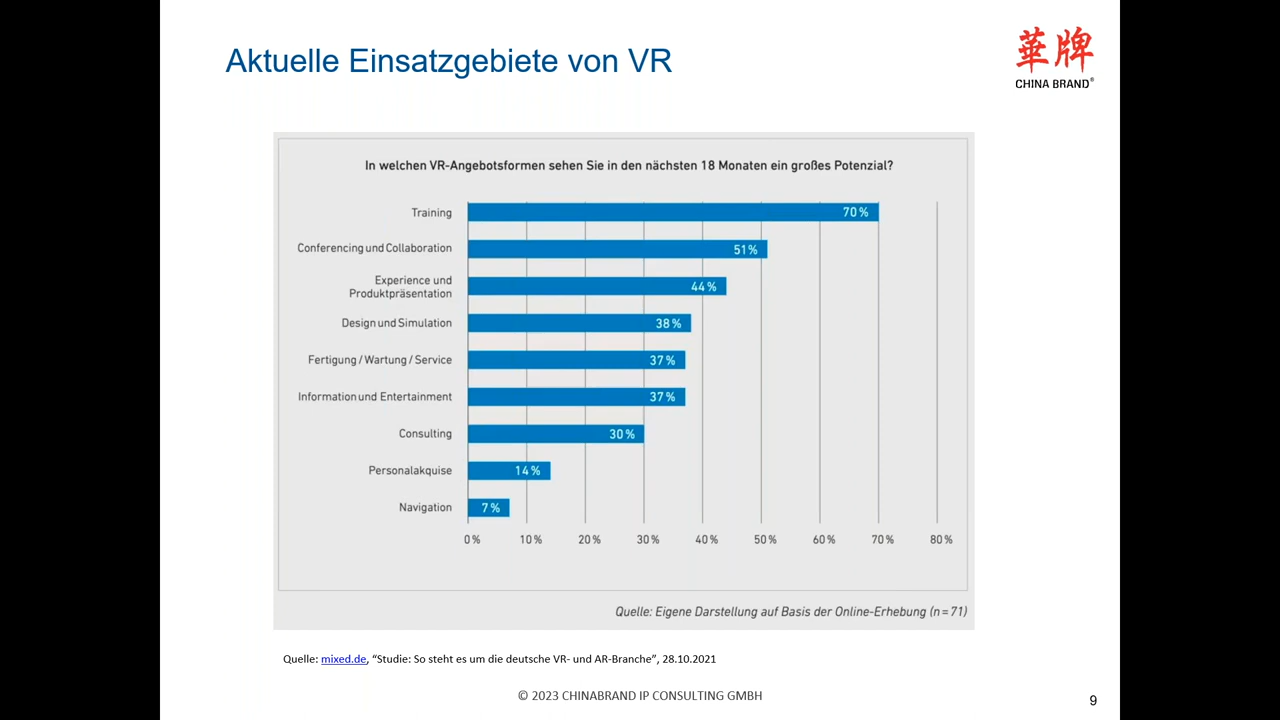 Aktuelle Einsatzgebiete von VR
華牌
CHINA BRAND®
In welchen VR-Angebotsformen sehen Sie in den nächsten 18 Monaten ein großes Potenzial?
Training
70 %
Conferencing und Collaboration
51 %
Experience und
Produktpräsentation
44 %
Design und Simulation
38 %
Fertigung / Wartung / Service
37 %
Information und Entertainment
37 %
Consulting
30 %
Personalakquise
14 %
Navigation
7 %
0 % 10 % 20 % 30 % 40 % 50 % 60 % 70 % 80 %
Quelle: Eigene Darstellung auf Basis der Online-Erhebung (n = 71)
Quelle: mixed.de, “Studie: So steht es um die deutsche VR- und AR-Branche”, 28.10.2021
© 2023 CHINABRAND IP CONSULTING GMBH
9